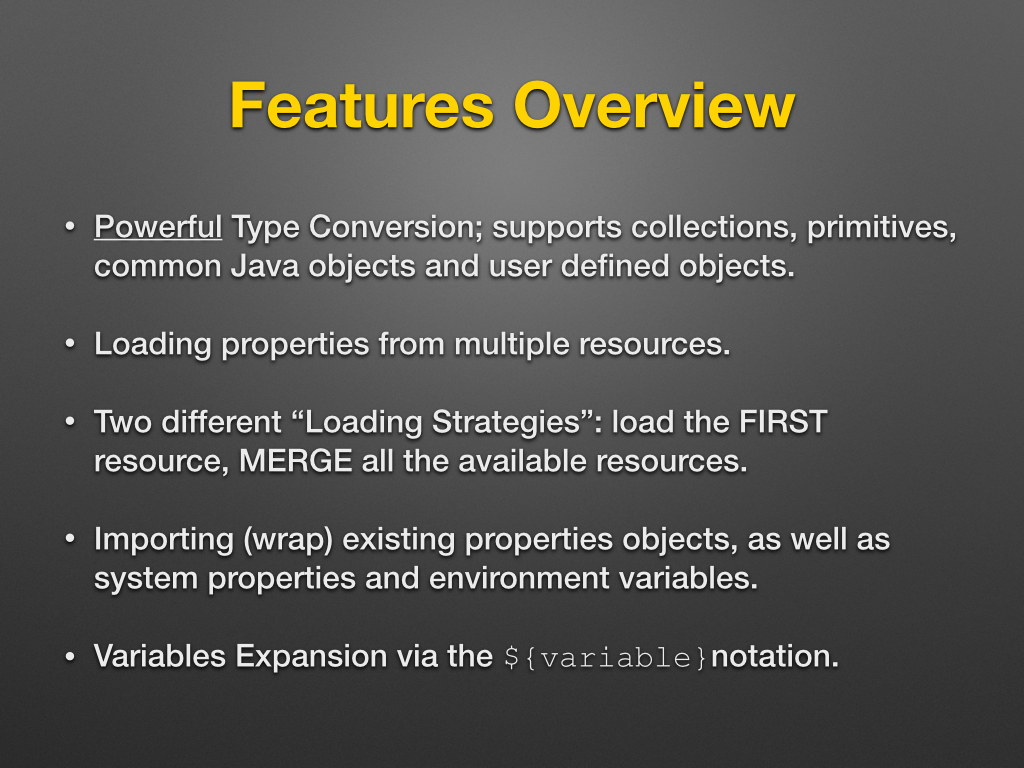 Features Overview
• Powerful Type Conversion; supports collections, primitives,
common Java objects and user defined objects.
• Loading properties from multiple resources.
• Two different “Loading Strategies”: load the FIRST
resource, MERGE all the available resources.
• Importing (wrap) existing properties objects, as well as
system properties and environment variables.
• Variables Expansion via the ${variable}notation.